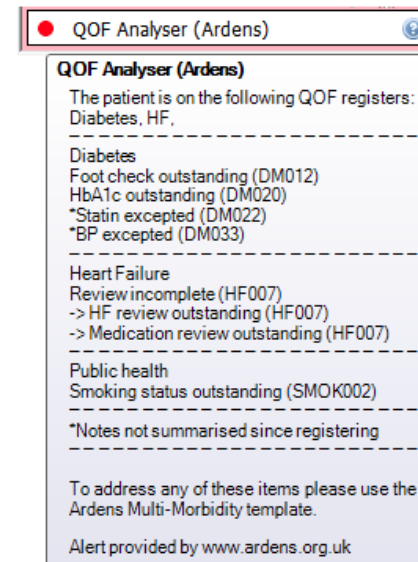 QOF Analyser (Ardens)
QOF Analyser (Ardens)
The patient is on the following QOF registers:
Diabetes, HF,
Diabetes
Foot check outstanding (DM012)
HbA1c outstanding (DM020)
*Statin excepted (DM022)
*BP excepted (DM033)
Heart Failure
Review incomplete (HF007)
-> HF review outstanding (HF007)
-> Medication review outstanding (HF007)
Public health
Smoking status outstanding (SMOK002)
*Notes not summarised since registering
To address any of these items please use the
Ardens Multi-Morbidity template.
Alert provided by www.ardens.org.uk